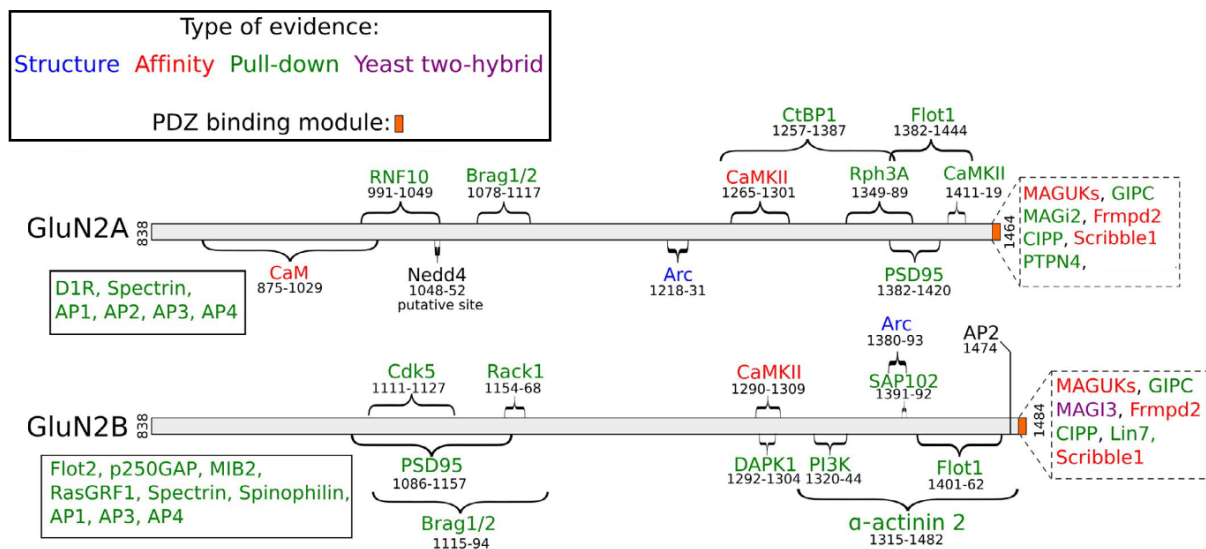 Type of evidence:
Structure Affinity Pull-down Yeast two-hybrid
PDZ binding module:
CtBP1
1257-1387
Flot1
1382-1444
RNF10
991-1049
Brag1/2
1078-1117
CaMKII
1265-1301
Rph3A
1349-89
CaMKII
1411-19
GluN2A
838
1464
MAGUKs, GIPC
MAGi2, Frmpd2
CIPP, Scribble1
PTPN4,
CaM
875-1029
Nedd4
1048-52
putative site
Arc
1218-31
PSD95
1382-1420
D1R, Spectrin,
AP1, AP2, AP3, AP4
Arc
1380-93
AP2
1474
Cdk5
1111-1127
Rack1
1154-68
CaMKII
1290-1309
SAP102
1391-92
GluN2B
838
1484
MAGUKs, GIPC
MAGI3, Frmpd2
CIPP, Lin7,
Scribble1
PSD95
1086-1157
DAPK1
1292-1304
PI3K
1320-44
Flot1
1401-62
Flot2, p250GAP, MIB2,
RasGRF1, Spectrin, Spinophilin,
AP1, AP3, AP4
Brag1/2
1115-94
α-actinin 2
1315-1482